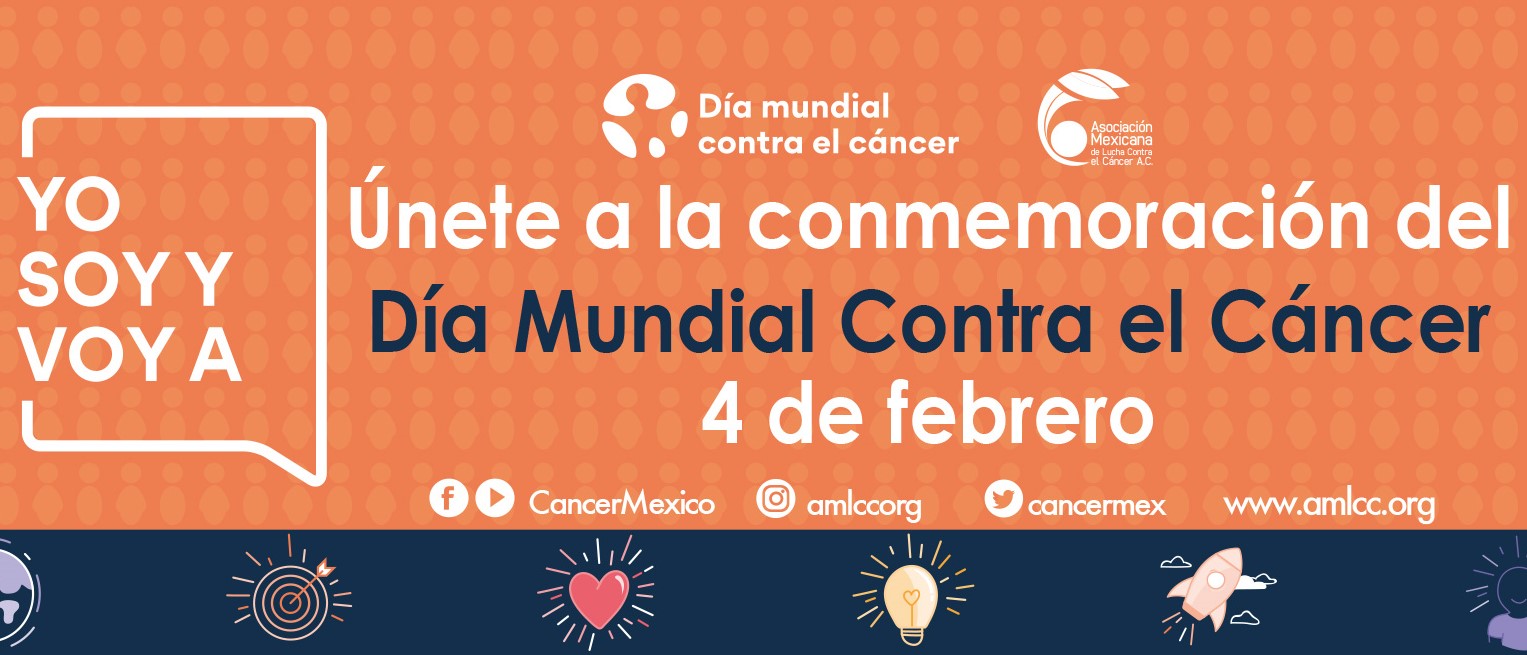 Día mundial
contra el cáncer
Asociación
Mexicana
de Lucha Contra
el Cáncer A.C.
YO
SOY Y
VOY A
Únete a la conmemoración del
Día Mundial Contra el Cáncer
4 de febrero
CancerMexico
amlccorg
cancermex
www.amlcc.org